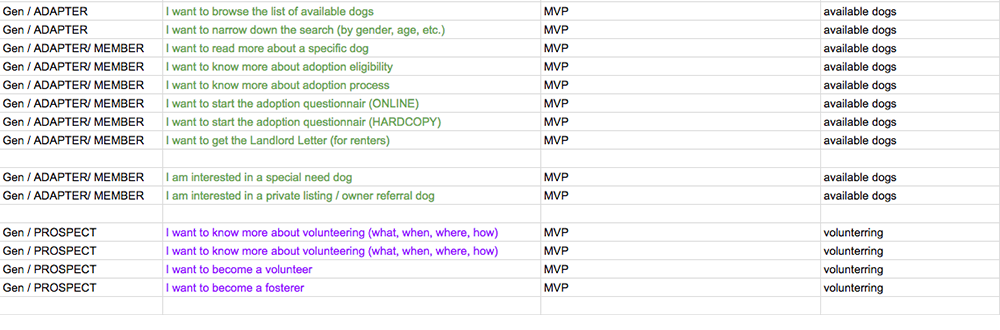 Gen / ADAPTER I want to browse the list of available dogs MVP available dogs
Gen / ADAPTER I want to narrow down the search (by gender, age, etc.) MVP available dogs
Gen / ADAPTER/ MEMBER I want to read more about a specific dog MVP available dogs
Gen / ADAPTER/ MEMBER I want to know more about adoption eligibility MVP available dogs
Gen / ADAPTER/ MEMBER I want to know more about adoption process MVP available dogs
Gen / ADAPTER/ MEMBER I want to start the adoption questionnair (ONLINE) MVP available dogs
Gen / ADAPTER/ MEMBER I want to start the adoption questionnair (HARDCOPY) MVP available dogs
Gen / ADAPTER/ MEMBER I want to get the Landlord Letter (for renters) MVP available dogs
Gen / ADAPTER/ MEMBER I am interested in a special need dog MVP available dogs
Gen / ADAPTER/ MEMBER I am interested in a private listing / owner referral dog MVP available dogs
Gen / PROSPECT I want to know more about volunteering (what, when, where, how) MVP volunterring
Gen / PROSPECT I want to know more about volunteering (what, when, where, how) MVP volunterring
Gen / PROSPECT I want to become a volunteer MVP volunterring
Gen / PROSPECT I want to become a fosterer MVP volunterring